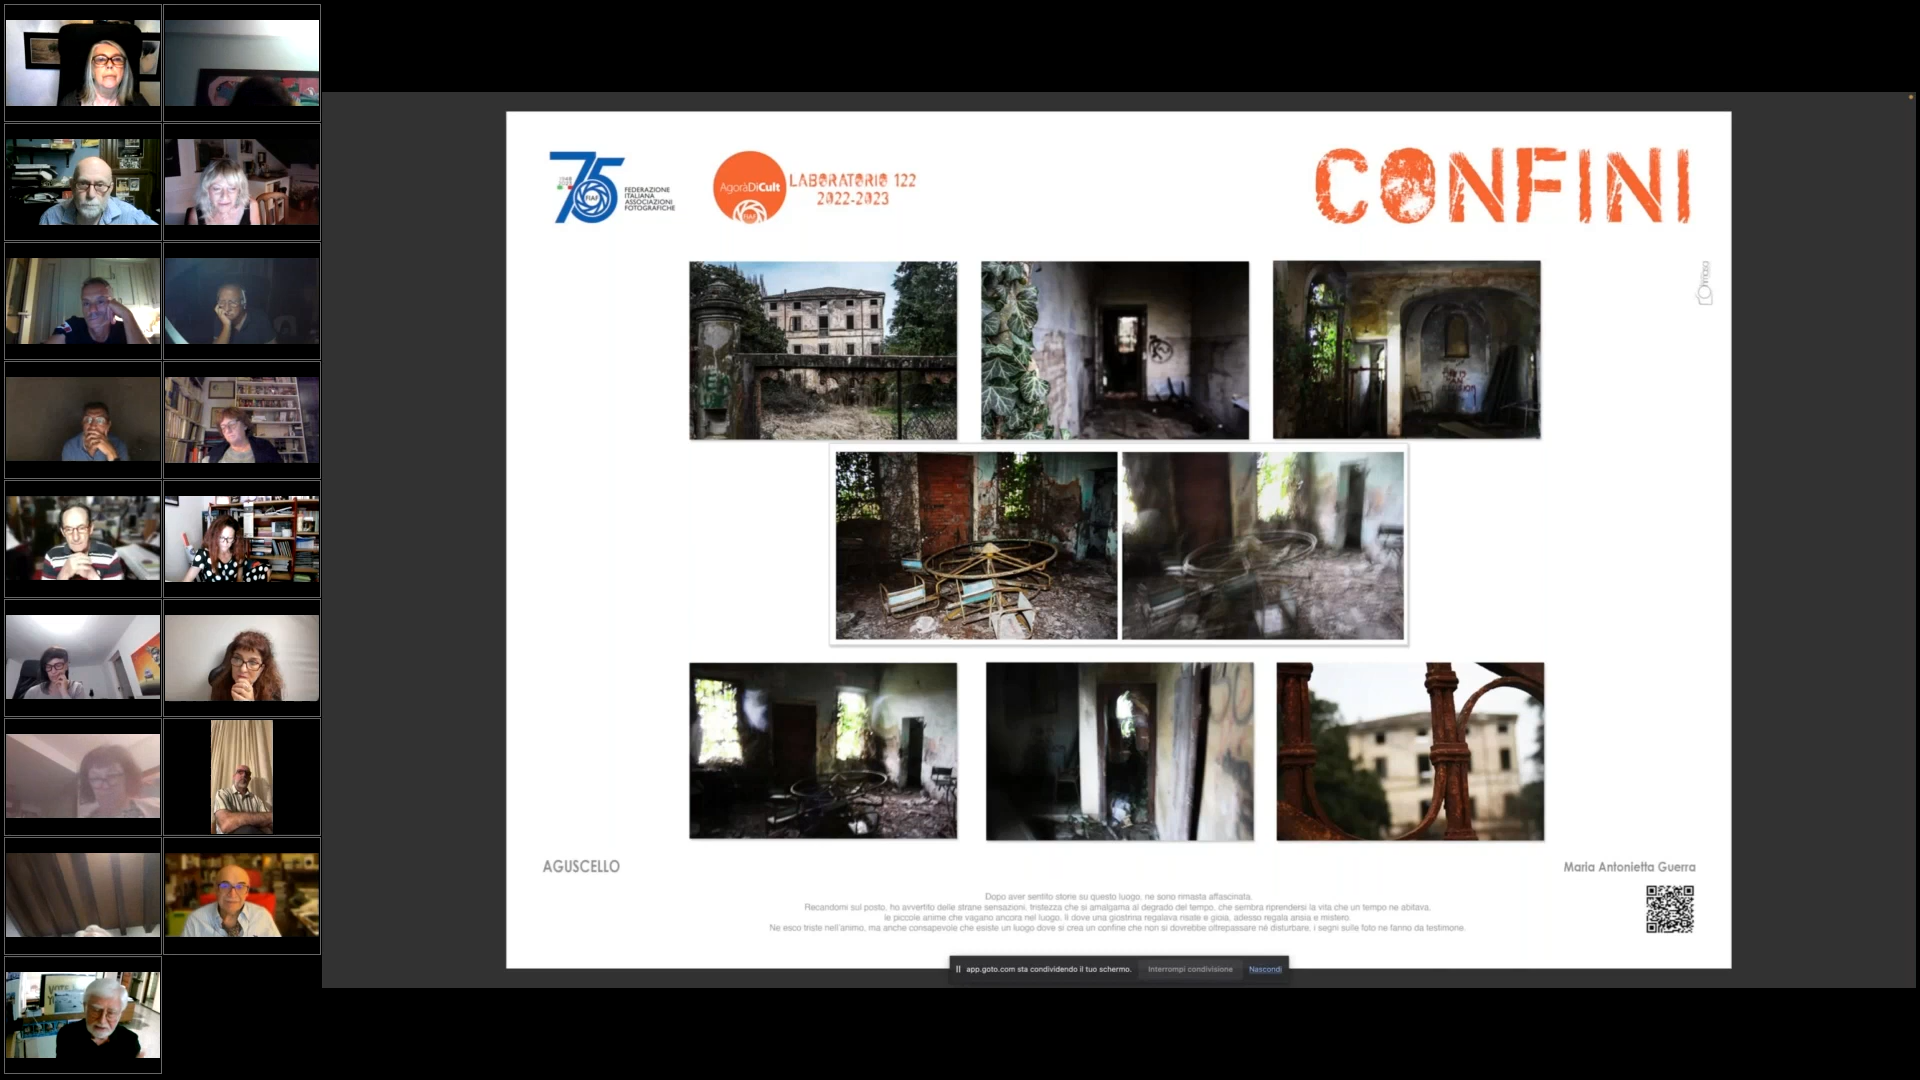 75
FIAF
FEDERAZIONE
ITALIANA
ASSOCIAZIONI
FOTOGRAFICHE
AgoràDiCult
FIAF
LABORATORIO 122
2022-2023
CONFINI
AGUSCELLO
Maria Antonietta Guerra
Dopo aver sentito storie su questo luogo, ne sono rimasta affascinata.
Recandomi sul posto, ho avvertito delle strane sensazioni, tristezza che si amalgama al degrado del tempo, che sembra riprendersi la vita che un tempo ne abitava,
le piccole anime che vagano ancora nel luogo, lì dove una giostrina regalava risate e gioia, adesso regala ansia e mistero.
Ne esco triste nell'animo, ma anche consapevole che esiste un luogo dove si crea un confine che non si dovrebbe oltrepassare né disturbare, i segni sulle foto ne fanno da testimone.
app.goto.com sta condividendo il tuo schermo.
Interrompi condivisione
Nascondi